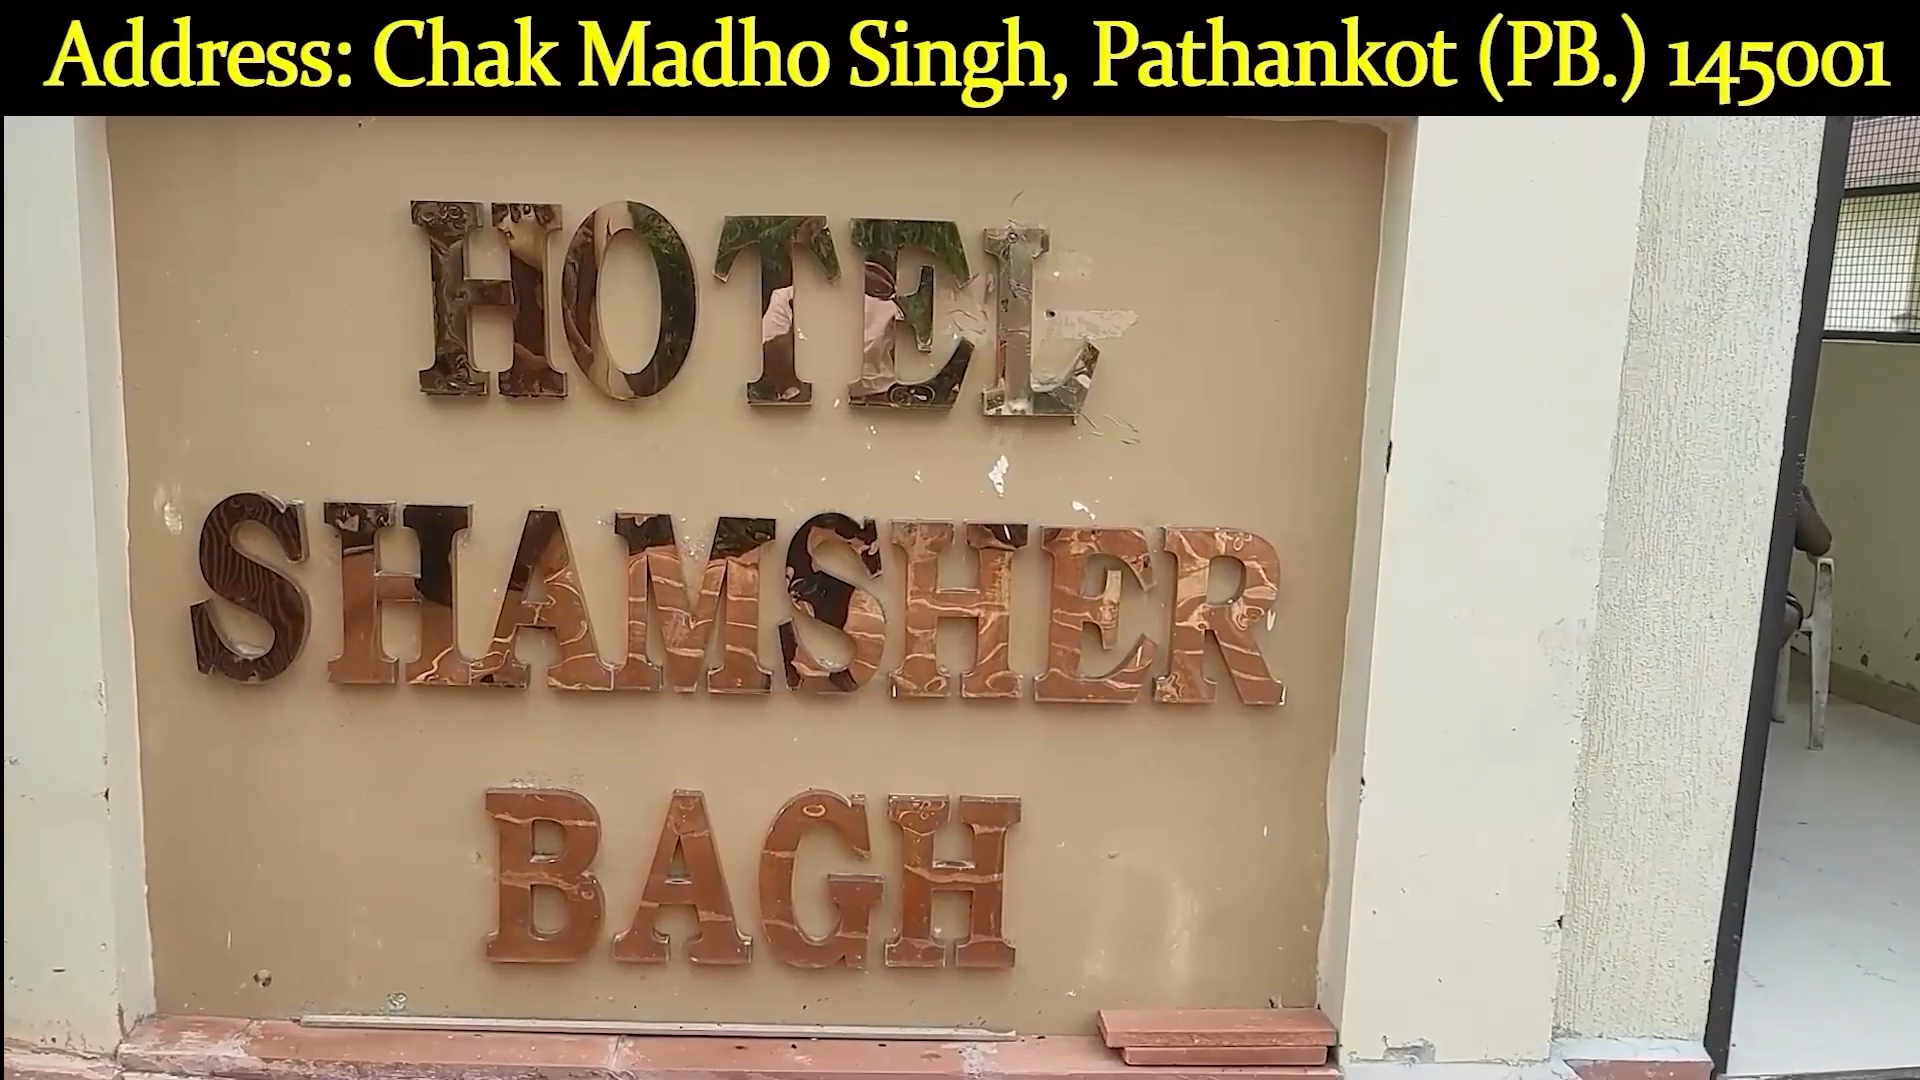 Address: Chak Madho Singh, Pathankot (PB.) 145001
HOTEL
SHAMSHER
BAGH